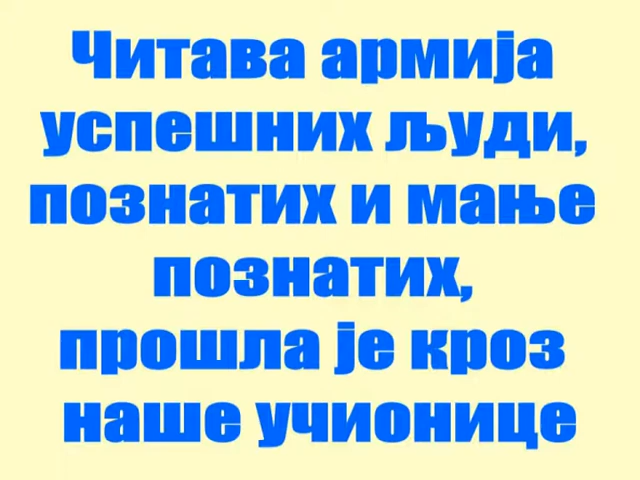 Читава армија
успешних људи,
познатих и мање
познатих,
прошла је кроз
наше учионице